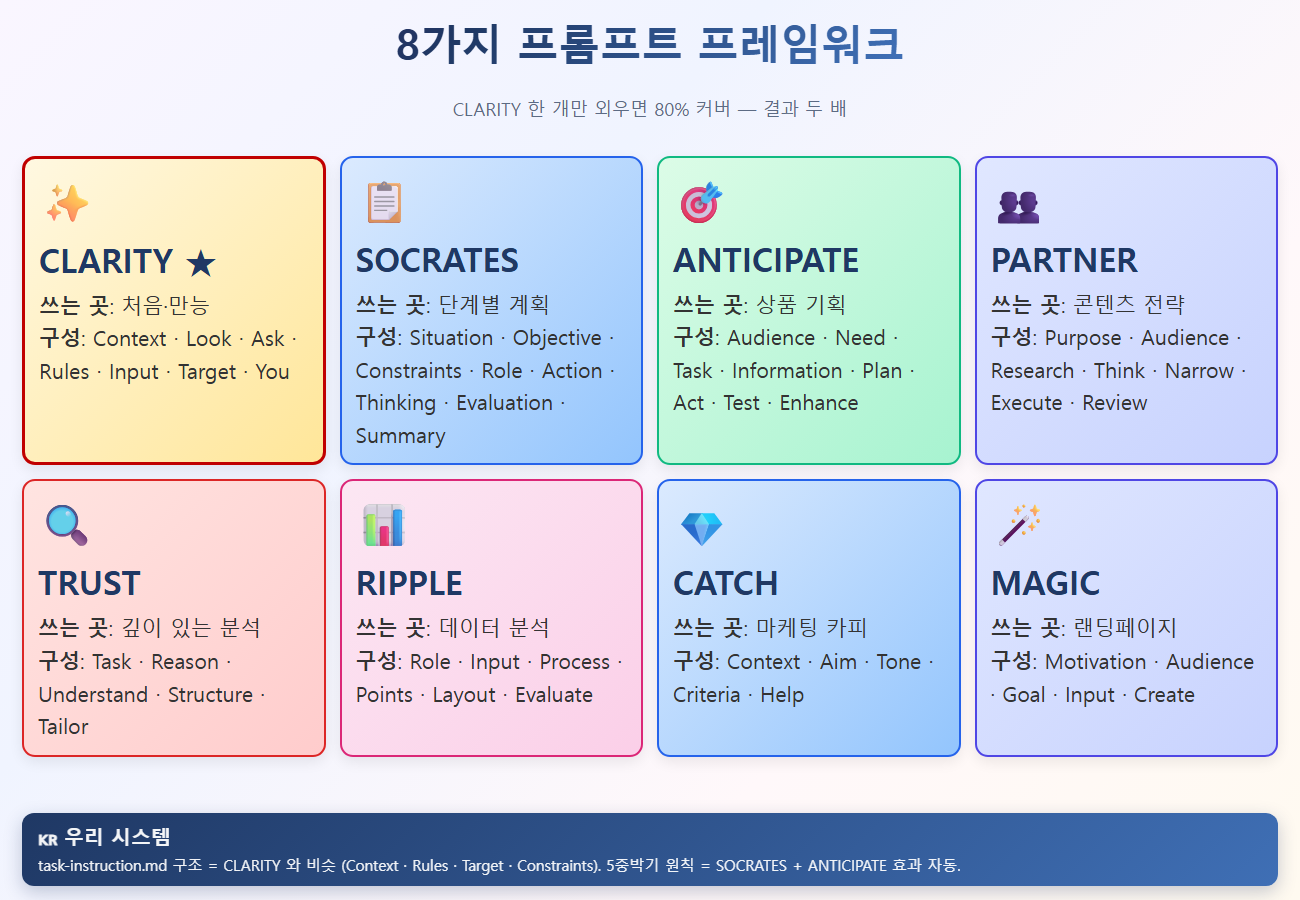 8가지 프롬프트 프레임워크
CLARITY 한 개만 외우면 80% 커버 — 결과 두 배
CLARITY ★
쓰는 곳: 처음·만능
구성: Context · Look · Ask ·
Rules · Input · Target · You
SOCRATES
쓰는 곳: 단계별 계획
구성: Situation · Objective ·
Constraints · Role · Action ·
Thinking · Evaluation ·
Summary
ANTICIPATE
쓰는 곳: 상품 기획
구성: Audience · Need ·
Task · Information · Plan ·
Act · Test · Enhance
PARTNER
쓰는 곳: 콘텐츠 전략
구성: Purpose · Audience ·
Research · Think · Narrow ·
Execute · Review
TRUST
쓰는 곳: 깊이 있는 분석
구성: Task · Reason ·
Understand · Structure ·
Tailor
RIPPLE
쓰는 곳: 데이터 분석
구성: Role · Input · Process ·
Points · Layout · Evaluate
CATCH
쓰는 곳: 마케팅 카피
구성: Context · Aim · Tone ·
Criteria · Help
MAGIC
쓰는 곳: 랜딩페이지
구성: Motivation · Audience
· Goal · Input · Create
KR 우리 시스템
task-instruction.md 구조 = CLARITY 와 비슷 (Context · Rules · Target · Constraints). 5중박기 원칙 = SOCRATES + ANTICIPATE 효과 자동.